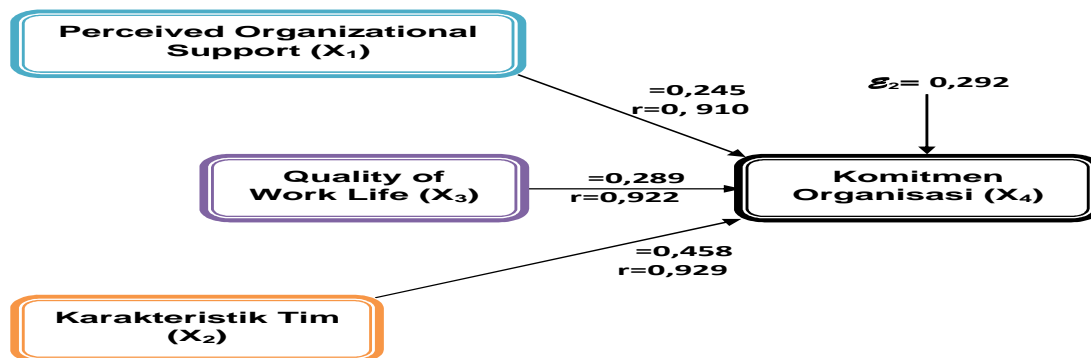 Perceived Organizational
Support (X₁)
=0,245
r=0, 910
ℰ₂= 0,292
Quality of
Work Life (X₃)
=0,289
r=0,922
Komitmen
Organisasi (X₄)
=0,458
r=0,929
Karakteristik Tim
(X₂)